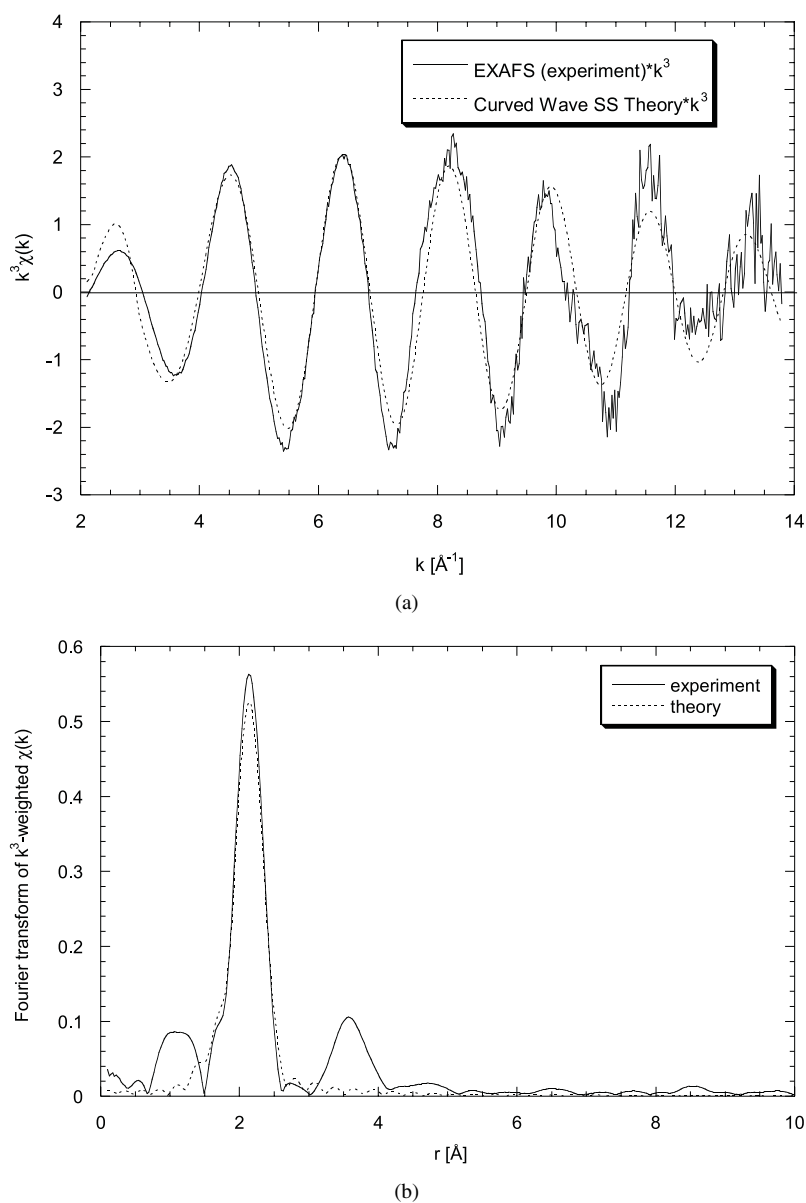 4
3
2
1
0
-1
-2
-3
k³χ(k)
EXAFS (experiment)*k³
Curved Wave SS Theory*k³
2 4 6 8 10 12 14
k [Å⁻¹]
(a)
0.6
0.5
0.4
0.3
0.2
0.1
0
Fourier transform of k³-weighted χ(k)
experiment
theory
0 2 4 6 8 10
r [Å]
(b)